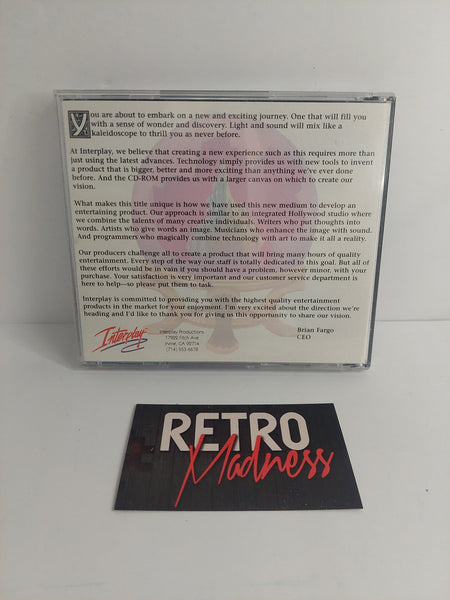 You are about to embark on a new and exciting journey. One that will fill you
with a sense of wonder and discovery. Light and sound will mix like a
kaleidoscope to thrill you as never before.
At Interplay, we believe that creating a new experience such as this requires more than
just using the latest advances. Technology simply provides us with new tools to invent
a product that is bigger, better and more exciting than anything we've ever done
before. And the CD-ROM provides us with a larger canvas on which to create our
vision.
What makes this title unique is how we have used this new medium to develop an
entertaining product. Our approach is similar to an integrated Hollywood studio where
we combine the talents of many creative individuals. Writers who put thoughts into
words. Artists who give words an image. Musicians who enhance the image with sound.
And programmers who magically combine technology with art to make it all a reality.
Our producers challenge all to create a product that will bring many hours of quality
entertainment. Every step of the way our staff is totally dedicated to this goal. But all of
these efforts would be in vain if you should have a problem, however minor, with your
purchase. Your satisfaction is very important to us and our customer service department is
here to help—so please put them to task.
Interplay is committed to providing you with the highest quality entertainment
products in the market for your enjoyment. I'm very excited about the direction we're
heading and I'd like to thank you for giving us this opportunity to share our vision.
Brian Fargo
CEO
Interplay
Interplay Productions
17922 Fitch Ave
Irvine, CA 92714
(714) 553-6678
RETRO
Madness